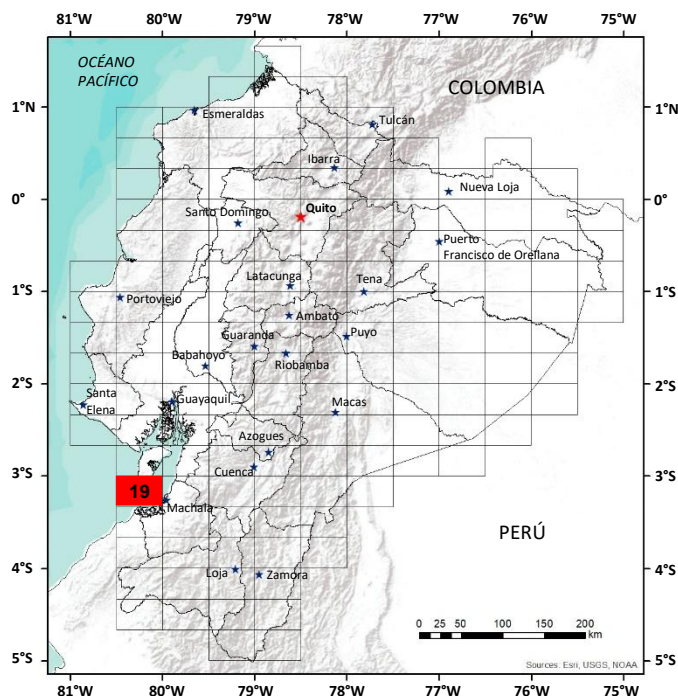 81°W 80°W 79°W 78°W 77°W 76°W 75°W
OCÉANO
PACÍFICO
COLOMBIA
1°N 1°N
Esmeraldas
Tulcán
Ibarra
Nueva Loja
0° 0°
Santo Domingo
Quito
Puerto
Francisco de Orellana
Latacunga
Tena
1°S 1°S
Portoviejo
Ambato
Guaranda
Puyo
Babahoyo
Riobamba
2°S 2°S
Santa
Elena
Guayaquil
Macas
Azogues
Cuenca
3°S 3°S
19
Machala
PERÚ
4°S 4°S
Loja
Zamora
0 25 50 100 150 200
km
Sources: Esri, USGS, NOAA
5°S 5°S
81°W 80°W 79°W 78°W 77°W 76°W 75°W